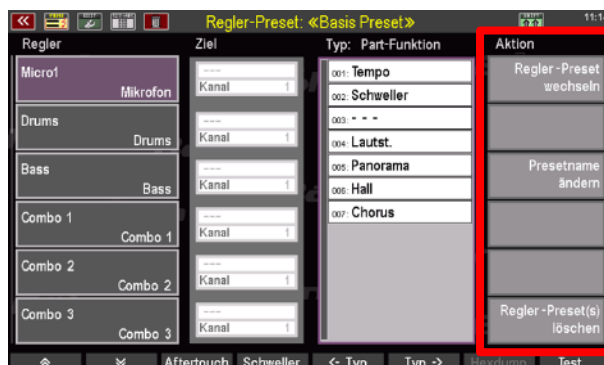 Regler-Preset: «Basis Preset»
Regler Ziel Typ: Part-Funktion Aktion
Micro1
Mikrofon
---
Kanal 1
Drums
Drums
---
Kanal 1
Bass
Bass
---
Kanal 1
Combo 1
Combo 1
---
Kanal 1
Combo 2
Combo 2
---
Kanal 1
Combo 3
Combo 3
---
Kanal 1
001: Tempo
002: Schweller
003: - - -
004: Lautst.
005: Panorama
006: Hall
007: Chorus
Regler-Preset
wechseln
Presetname
ändern
Regler-Preset(s)
löschen
Aftertouch Schweller <- Typ Typ -> Hexdump Test